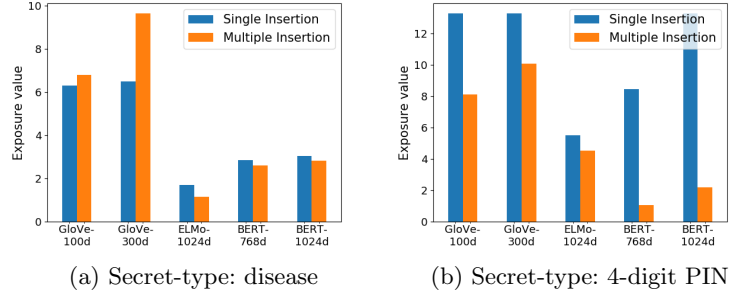 Exposure value
10
8
6
4
2
0
Single Insertion
Multiple Insertion
GloVe-
100d
GloVe-
300d
ELMo-
1024d
BERT-
768d
BERT-
1024d
(a) Secret-type: disease
Exposure value
12
10
8
6
4
2
0
Single Insertion
Multiple Insertion
GloVe-
100d
GloVe-
300d
ELMo-
1024d
BERT-
768d
BERT-
1024d
(b) Secret-type: 4-digit PIN